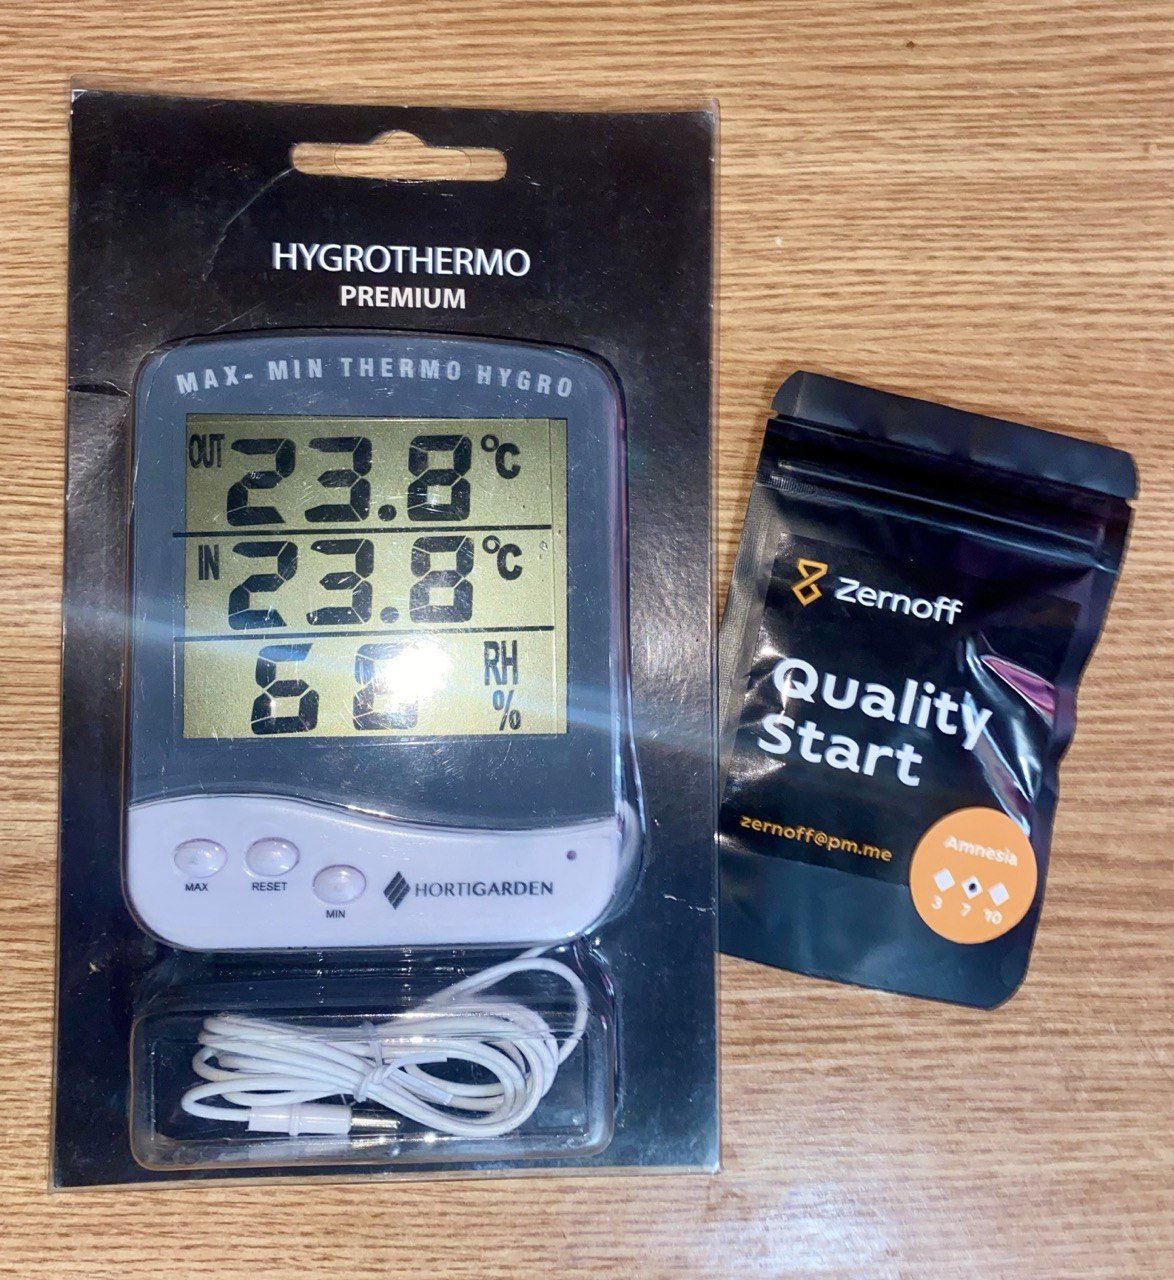 HYGROTHERMO
PREMIUM
MAX- MIN THERMO HYGRO
OUT 23.8 °C
IN 23.8 °C
RH
%
MAX
RESET
MIN
HORTIGARDEN
Zernoff
Quality
Start
zernoff@pm.me
Amnesia
3 7 10